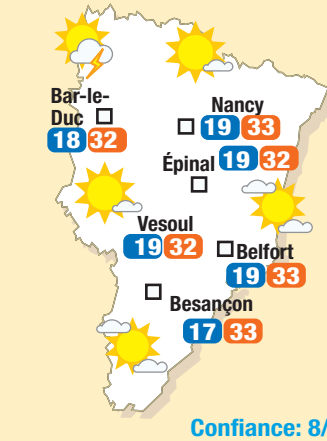 Bar-le-
Duc
18 32
Nancy
19 33
Épinal 19 32
Vesoul
19 32
Belfort
19 33
Besançon
17 33
Confiance: 8/